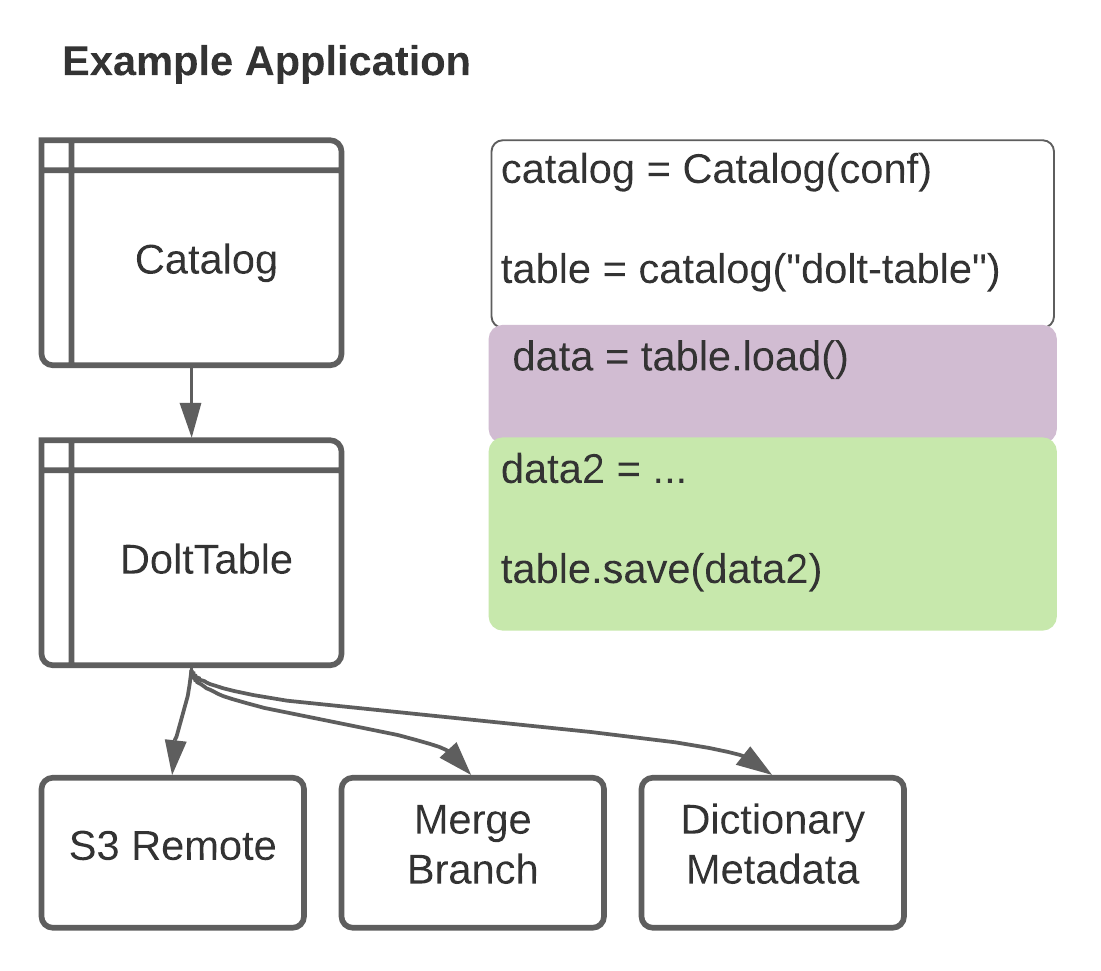 Example Application
Catalog
DoltTable
S3 Remote
Merge
Branch
Dictionary
Metadata
catalog = Catalog(conf)
table = catalog("dolt-table")
data = table.load()
data2 = ...
table.save(data2)